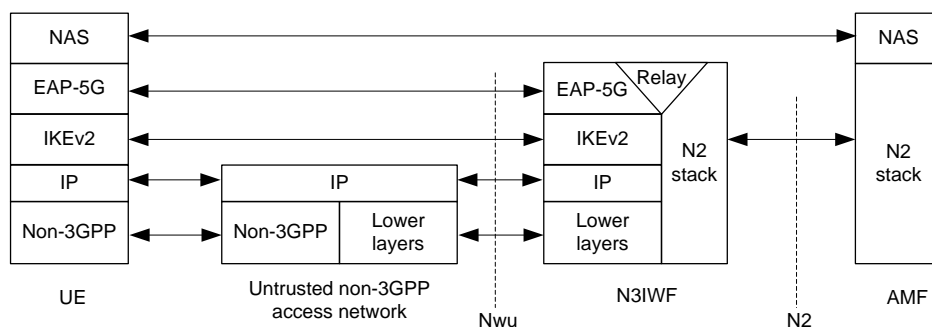 NAS
NAS
EAP-5G
EAP-5G
Relay
IKEv2
IKEv2
N2
stack
N2
stack
IP
IP
IP
Non-3GPP
Non-3GPP
Lower
layers
Lower
layers
UE
Untrusted non-3GPP
access network
Nwu
N3IWF
N2
AMF